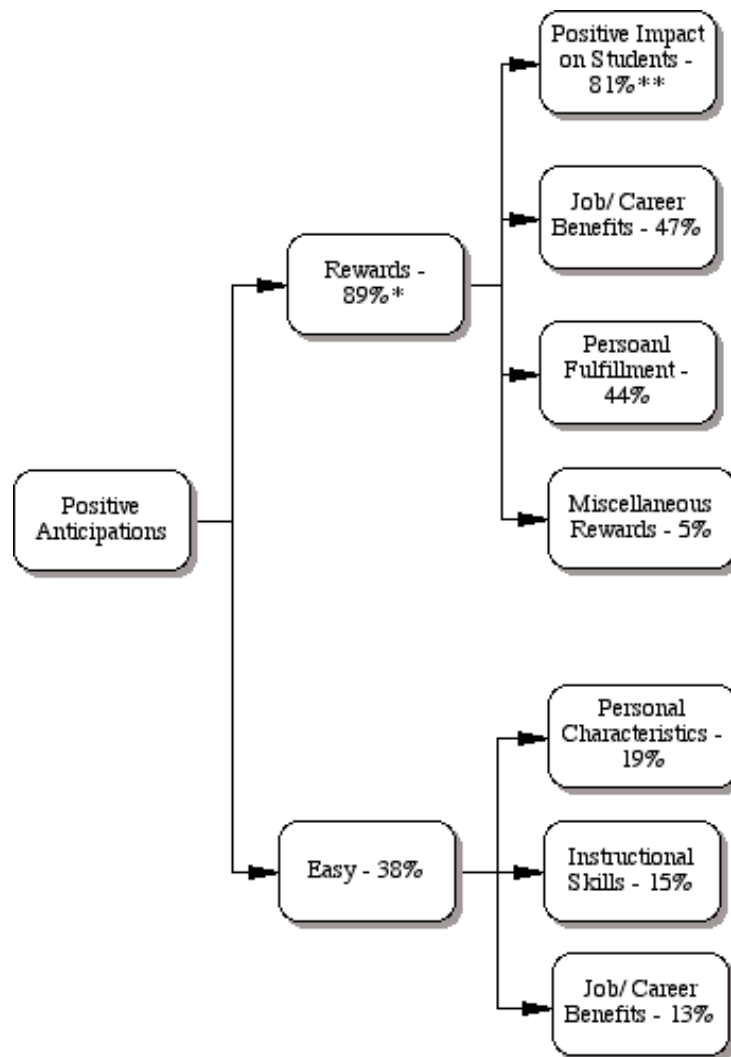 Positive Impact
on Students -
81%**
Job/ Career
Benefits - 47%
Rewards -
89%*
Persoanl
Fulfillment -
44%
Miscellaneous
Rewards - 5%
Positive
Anticipations
Personal
Characteristics -
19%
Easy - 38%
Instructional
Skills - 15%
Job/ Career
Benefits - 13%